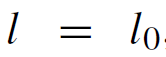 l = l₀.